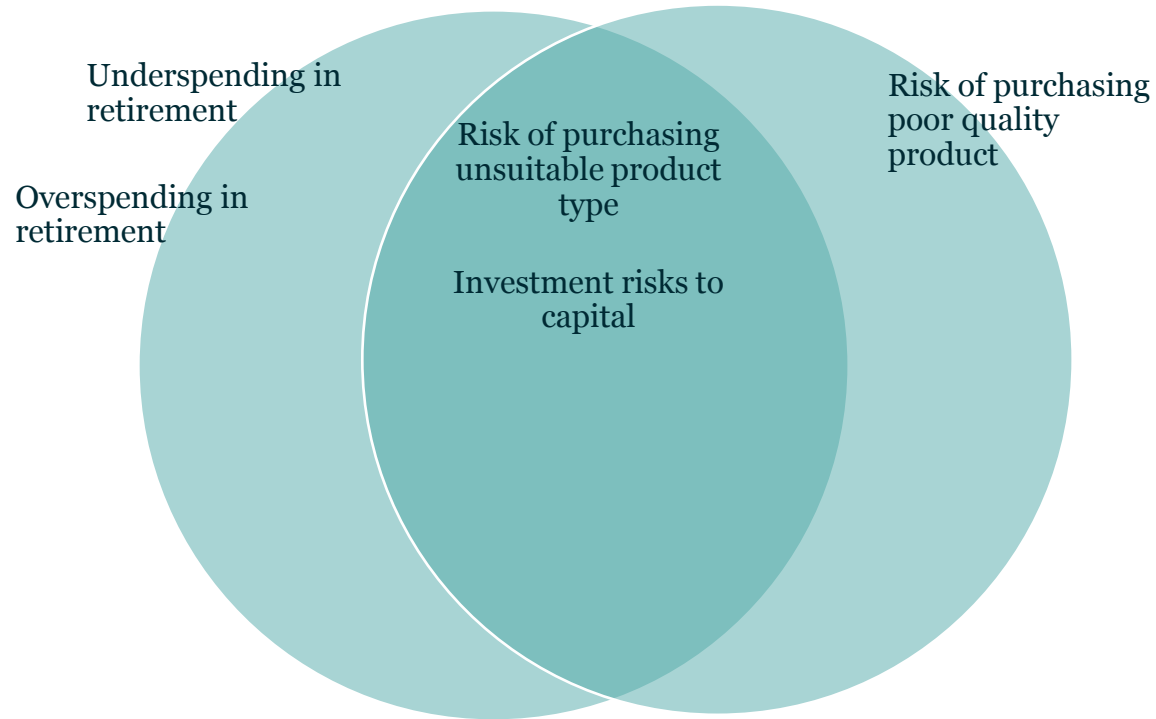 Underspending in
retirement
Overspending in
retirement
Risk of purchasing
unsuitable product
type
Investment risks to
capital
Risk of purchasing
poor quality
product